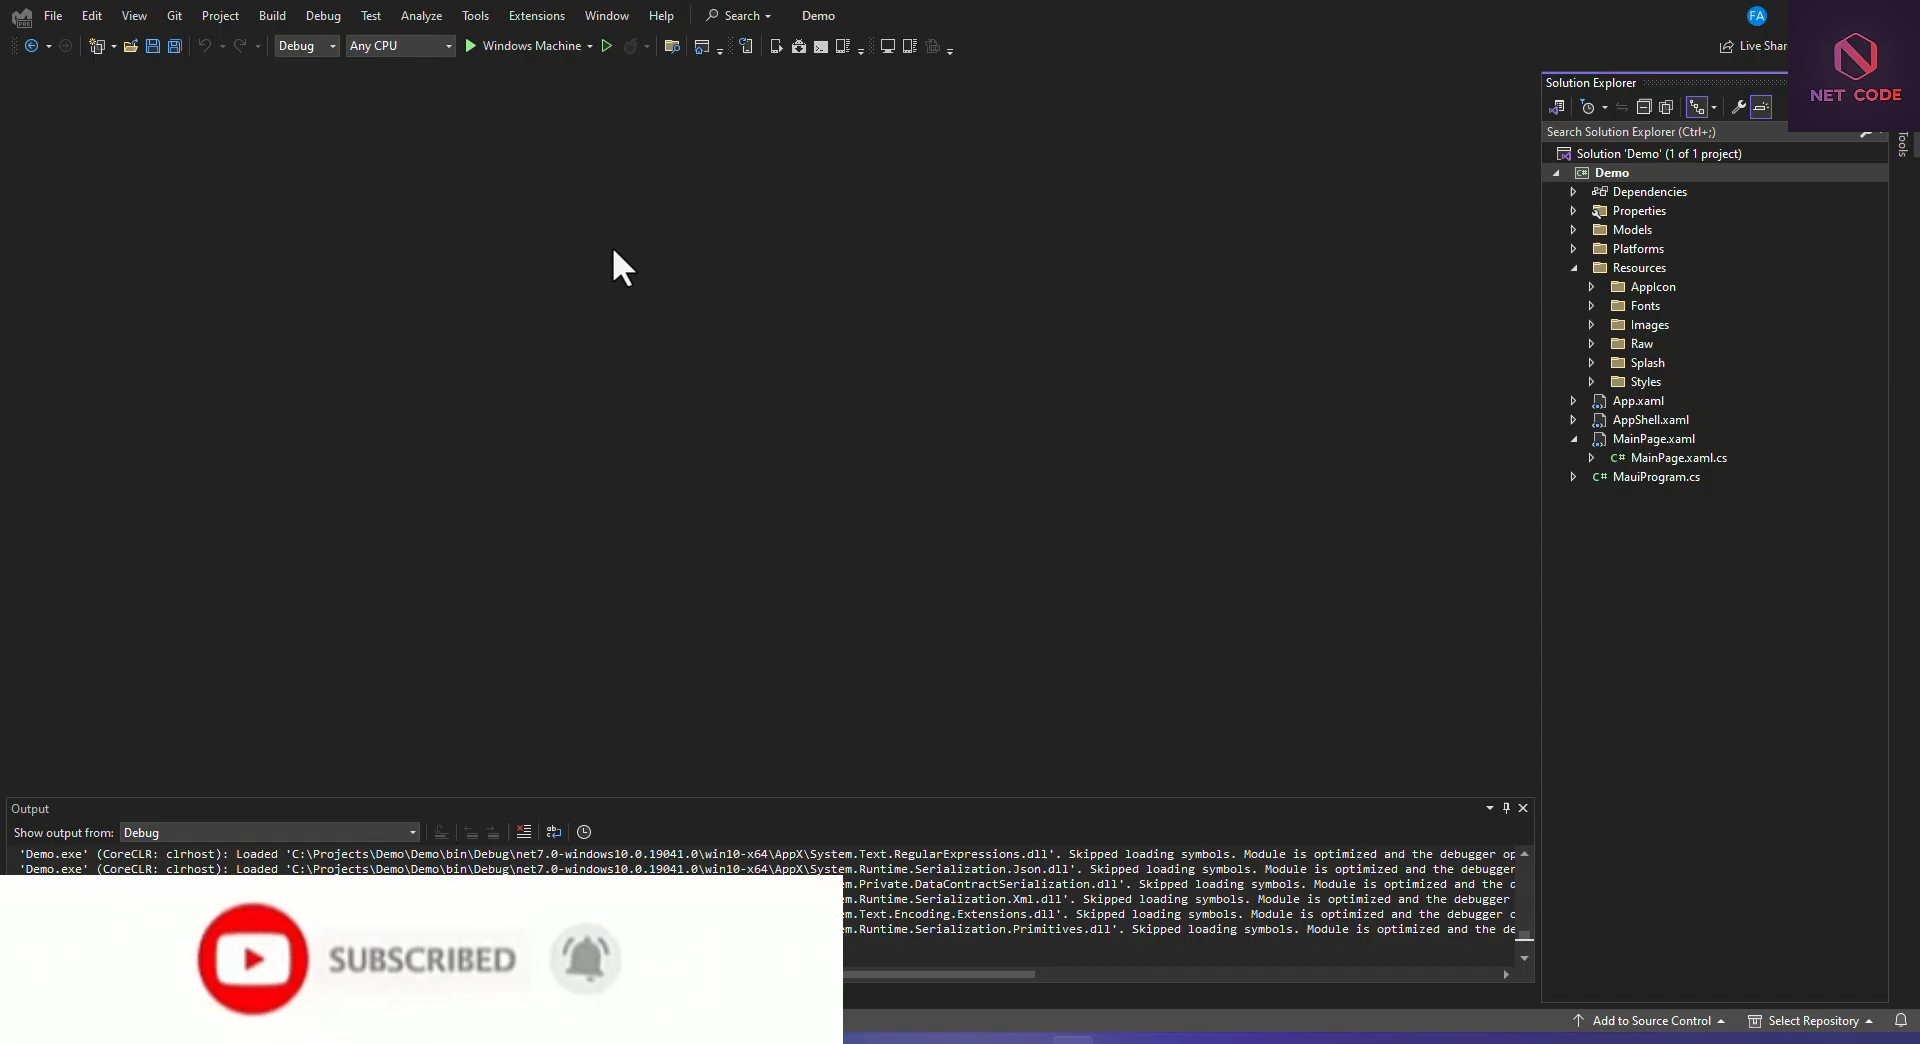 File Edit View Git Project Build Debug Test Analyze Tools Extensions Window Help Search Demo FA
Debug Any CPU Windows Machine Live Shar
NET CODE
Solution Explorer
Search Solution Explorer (Ctrl+;)
Tools
Solution 'Demo' (1 of 1 project)
C# Demo
Dependencies
Properties
Models
Platforms
Resources
AppIcon
Fonts
Images
Raw
Splash
Styles
App.xaml
AppShell.xaml
MainPage.xaml
C# MainPage.xaml.cs
C# MauiProgram.cs
Output
Show output from: Debug
'Demo.exe' (CoreCLR: clrhost): Loaded 'C:\Projects\Demo\Demo\bin\Debug\net7.0-windows10.0.19041.0\win10-x64\AppX\System.Text.RegularExpressions.dll'. Skipped loading symbols. Module is optimized and the debugger op
'Demo.exe' (CoreCLR: clrhost): Loaded 'C:\Projects\Demo\Demo\bin\Debug\net7.0-windows10.0.19041.0\win10-x64\AppX\System.Runtime.Serialization.Json.dll'. Skipped loading symbols. Module is optimized and the debugger
em.Private.DataContractSerialization.dll'. Skipped loading symbols. Module is optimized and the d
em.Runtime.Serialization.Xml.dll'. Skipped loading symbols. Module is optimized and the debugger
em.Text.Encoding.Extensions.dll'. Skipped loading symbols. Module is optimized and the debugger o
em.Runtime.Serialization.Primitives.dll'. Skipped loading symbols. Module is optimized and the de
SUBSCRIBED
Add to Source Control Select Repository